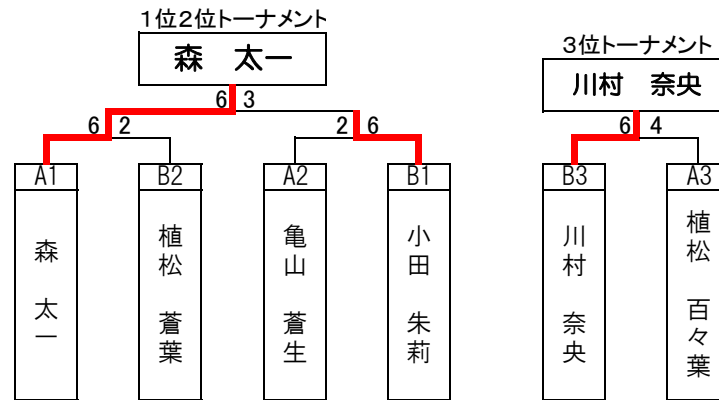 1位2位トーナメント
森　太一
6 3
6 2
2 6
A1
B2
A2
B1
森　太一
植松　蒼葉
亀山　蒼生
小田　朱莉
3位トーナメント
川村　奈央
6 4
B3
A3
川村　奈央
植松　百々葉